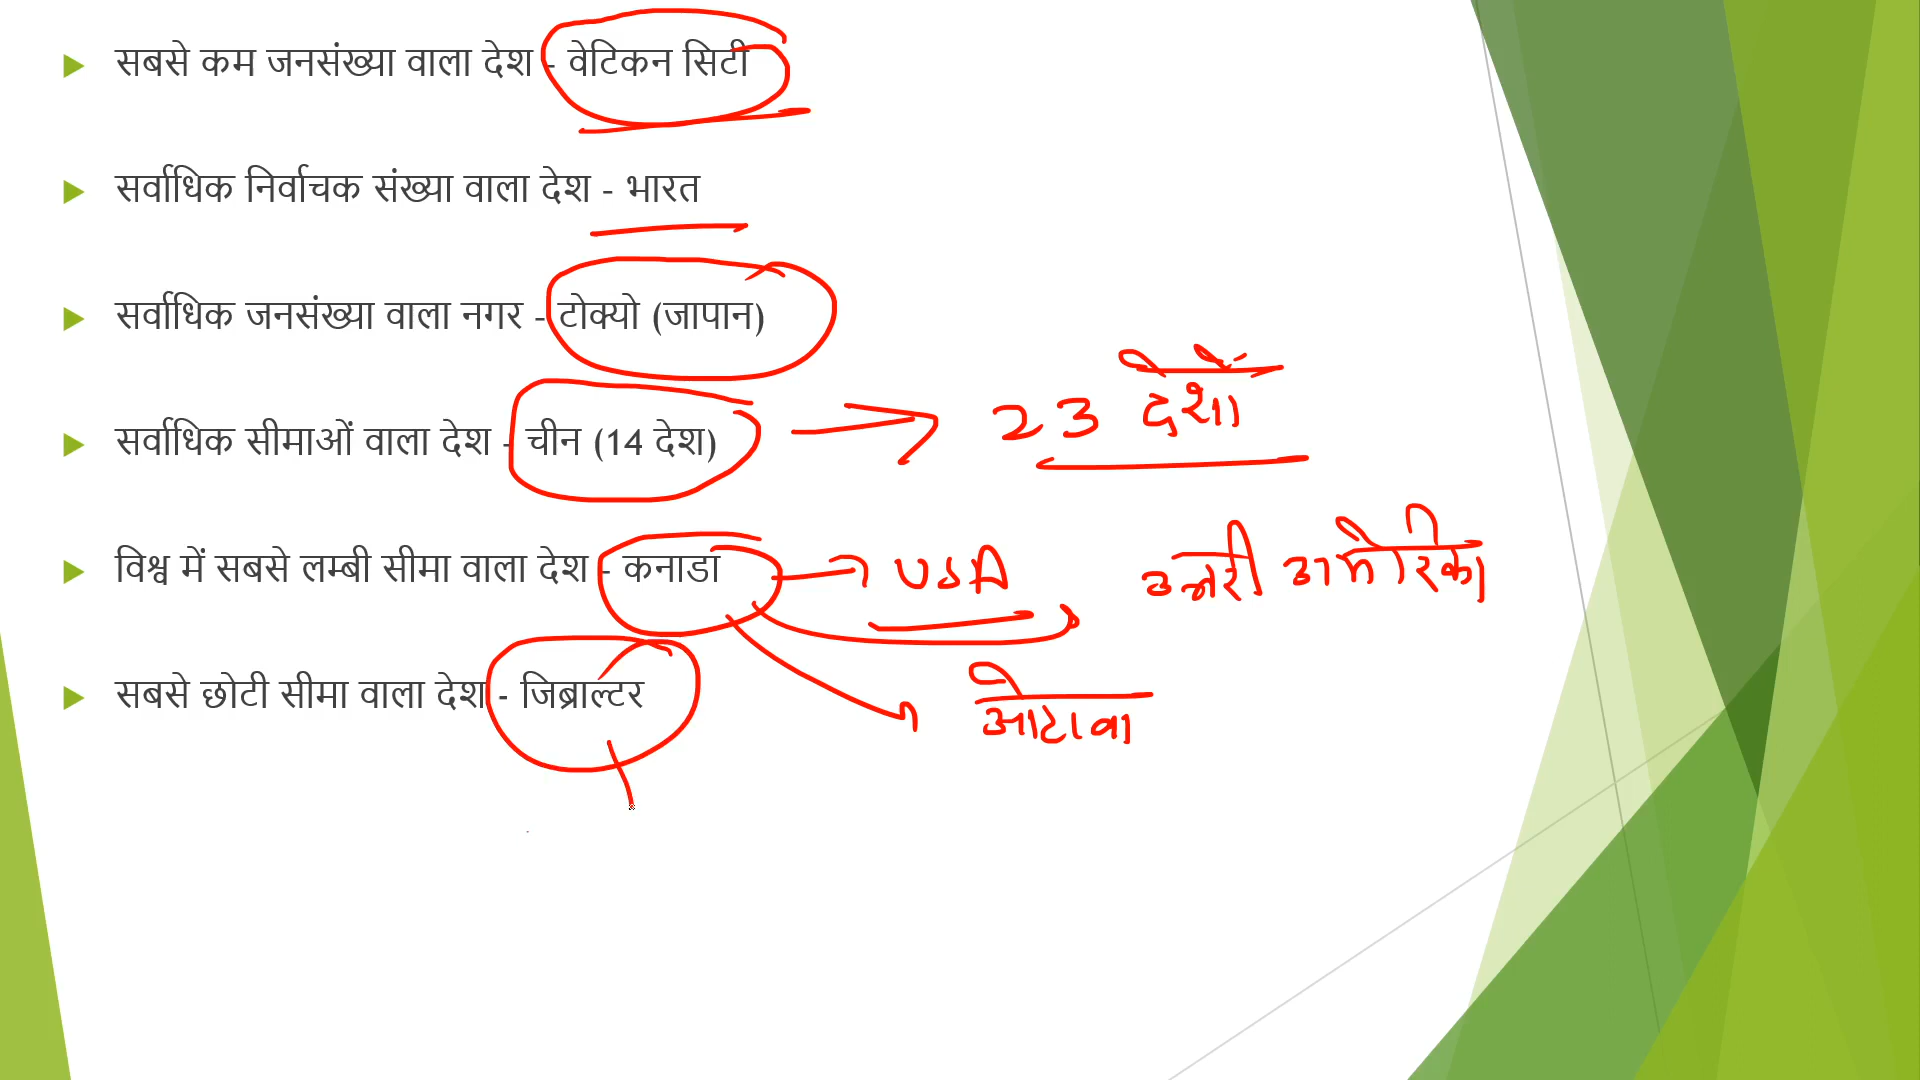 सबसे कम जनसंख्या वाला देश - वेटिकन सिटी
सर्वाधिक निर्वाचक संख्या वाला देश - भारत
सर्वाधिक जनसंख्या वाला नगर - टोक्यो (जापान)
सर्वाधिक सीमाओं वाला देश - चीन (14 देश)
23 देशों
विश्व में सबसे लम्बी सीमा वाला देश - कनाडा
USA
उत्तरी अमेरिका
सबसे छोटी सीमा वाला देश - जिब्राल्टर
ओटावा